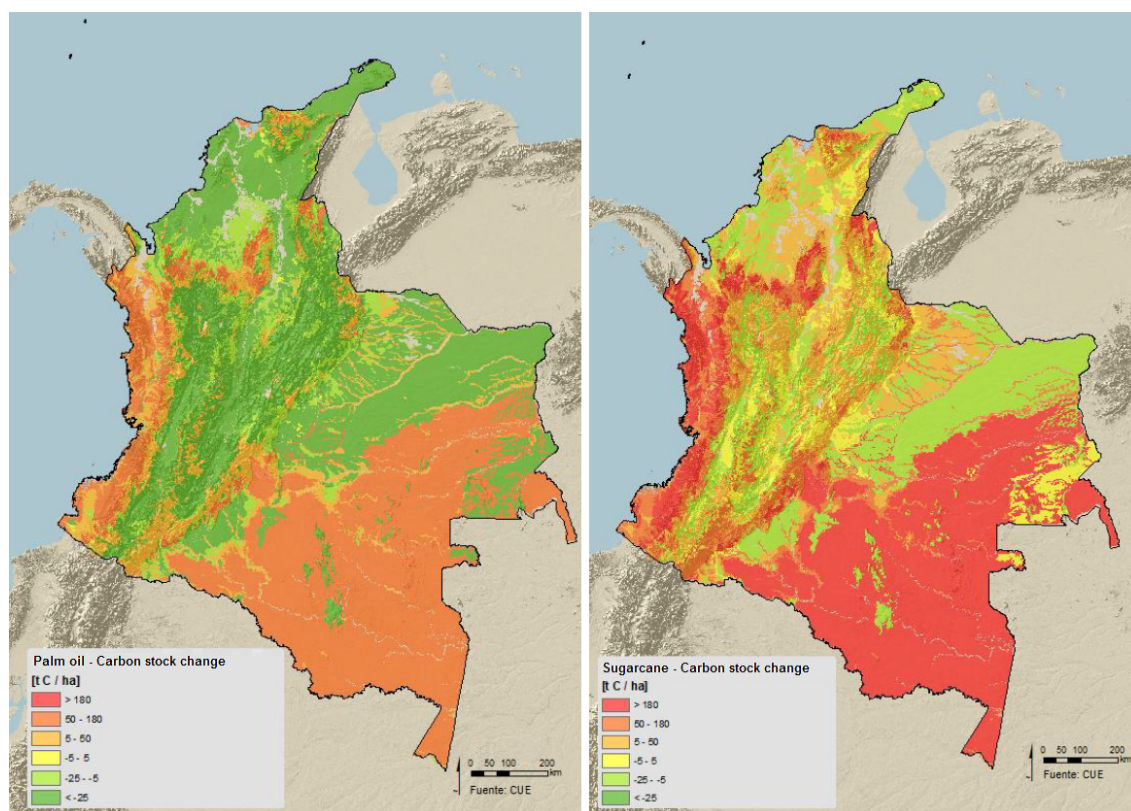 Palm oil - Carbon stock change
[t C / ha]
> 180
50 - 180
5 - 50
-5 - 5
-25 - -5
< -25
0 50 100 200
km
Fuente: CUE
Sugarcane - Carbon stock change
[t C / ha]
> 180
50 - 180
5 - 50
-5 - 5
-25 - -5
< -25
0 50 100 200
km
Fuente: CUE